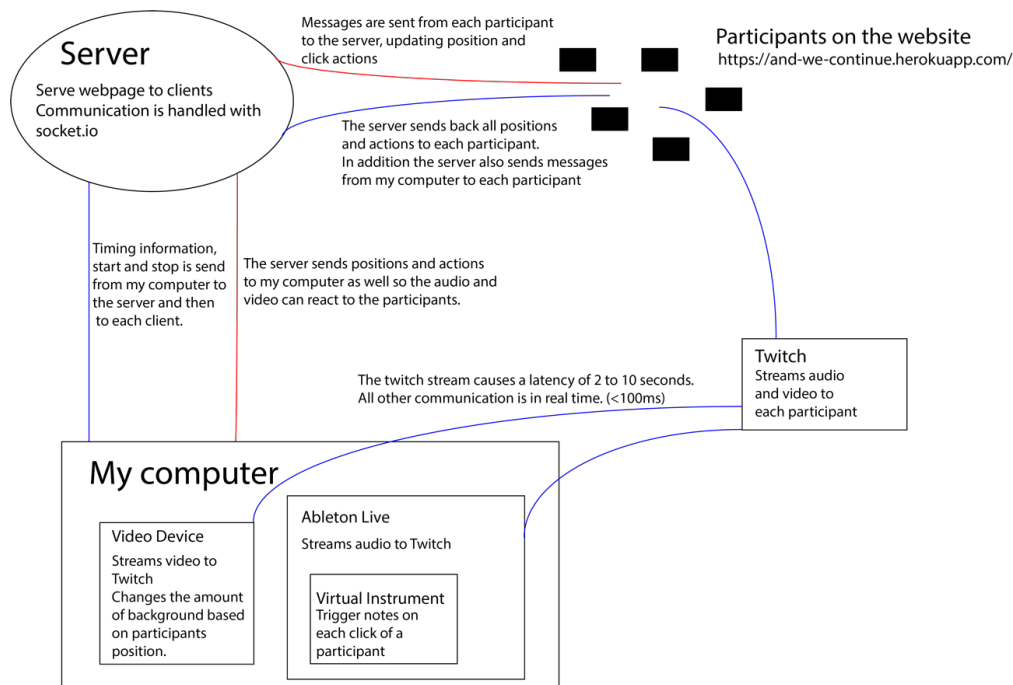 Server
Serve webpage to clients
Communication is handled with
socket.io
Messages are sent from each participant
to the server, updating position and
click actions
Participants on the website
https://and-we-continue.herokuapp.com/
The server sends back all positions
and actions to each participant.
In addition the server also sends messages
from my computer to each participant
Timing information,
start and stop is send
from my computer to
the server and then
to each client.
The server sends positions and actions
to my computer as well so the audio and
video can react to the participants.
Twitch
Streams audio
and video to
each participant
The twitch stream causes a latency of 2 to 10 seconds.
All other communication is in real time. (<100ms)
My computer
Video Device
Streams video to
Twitch
Changes the amount
of background based
on participants
position.
Ableton Live
Streams audio to Twitch
Virtual Instrument
Trigger notes on
each click of a
participant